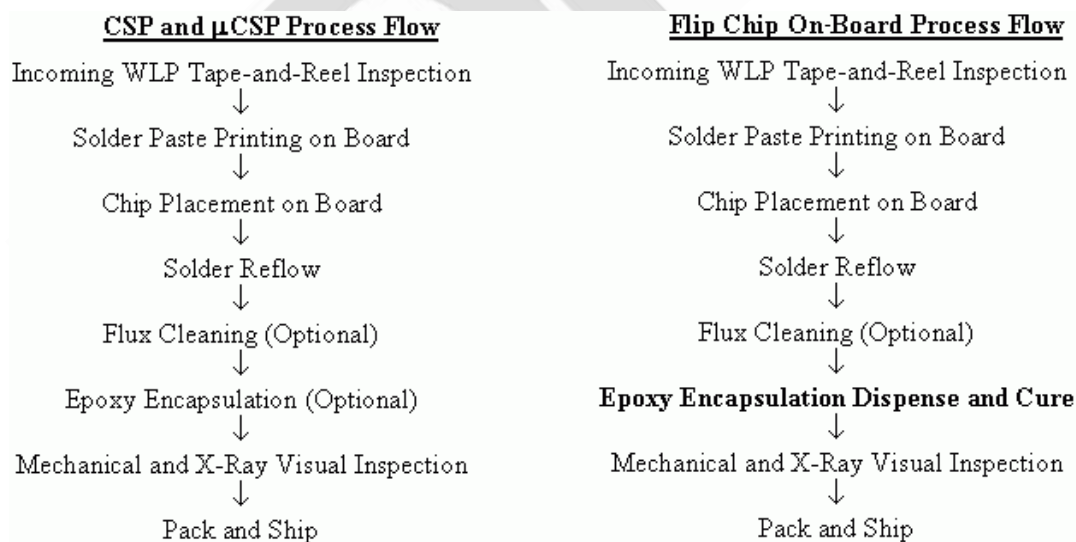 CSP and µCSP Process Flow
Incoming WLP Tape-and-Reel Inspection
↓
Solder Paste Printing on Board
↓
Chip Placement on Board
↓
Solder Reflow
↓
Flux Cleaning (Optional)
↓
Epoxy Encapsulation (Optional)
↓
Mechanical and X-Ray Visual Inspection
↓
Pack and Ship
Flip Chip On-Board Process Flow
Incoming WLP Tape-and-Reel Inspection
↓
Solder Paste Printing on Board
↓
Chip Placement on Board
↓
Solder Reflow
↓
Flux Cleaning (Optional)
↓
Epoxy Encapsulation Dispense and Cure
↓
Mechanical and X-Ray Visual Inspection
↓
Pack and Ship